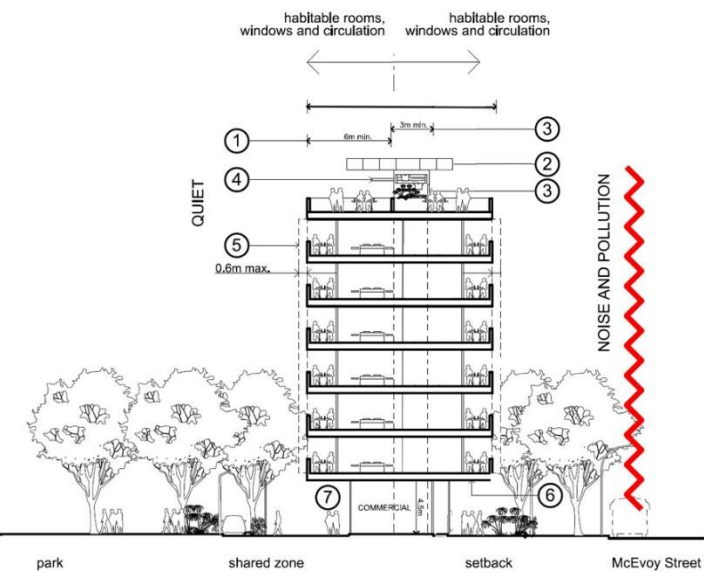 habitable rooms,
windows and circulation
habitable rooms,
windows and circulation
3m min.
3
1
6m min.
2
4
3
QUIET
5
0.6m max.
NOISE AND POLLUTION
7
COMMERCIAL
4.5m
6
park
shared zone
setback
McEvoy Street